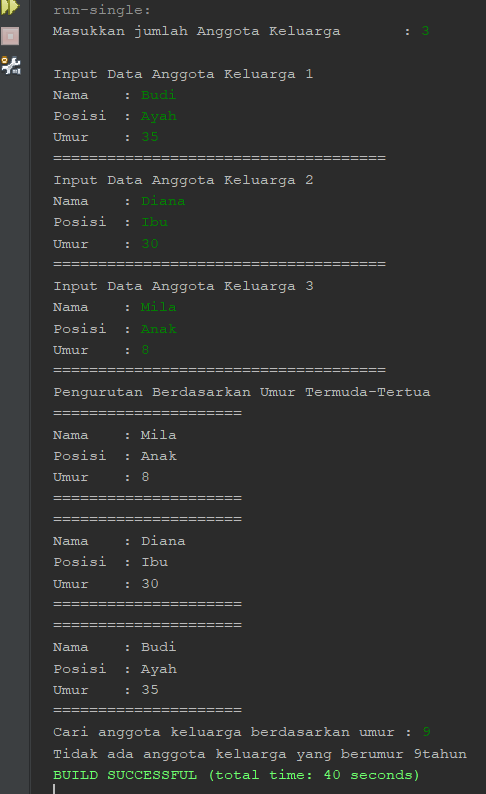 run-single:
Masukkan jumlah Anggota Keluarga       : 3
Input Data Anggota Keluarga 1
Nama    : Budi
Posisi  : Ayah
Umur    : 35
=====================================
Input Data Anggota Keluarga 2
Nama    : Diana
Posisi  : Ibu
Umur    : 30
=====================================
Input Data Anggota Keluarga 3
Nama    : Mila
Posisi  : Anak
Umur    : 8
=====================================
Pengurutan Berdasarkan Umur Termuda-Tertua
=====================
Nama    : Mila
Posisi  : Anak
Umur    : 8
=====================
=====================
Nama    : Diana
Posisi  : Ibu
Umur    : 30
=====================
=====================
Nama    : Budi
Posisi  : Ayah
Umur    : 35
=====================
Cari anggota keluarga berdasarkan umur : 9
Tidak ada anggota keluarga yang berumur 9tahun
BUILD SUCCESSFUL (total time: 40 seconds)